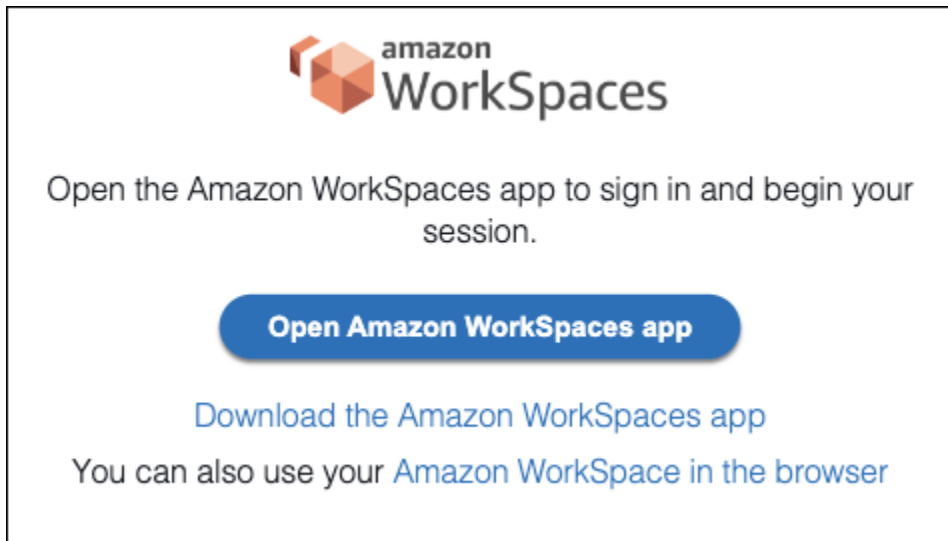 amazon
WorkSpaces
Open the Amazon WorkSpaces app to sign in and begin your
session.
Open Amazon WorkSpaces app
Download the Amazon WorkSpaces app
You can also use your Amazon WorkSpace in the browser